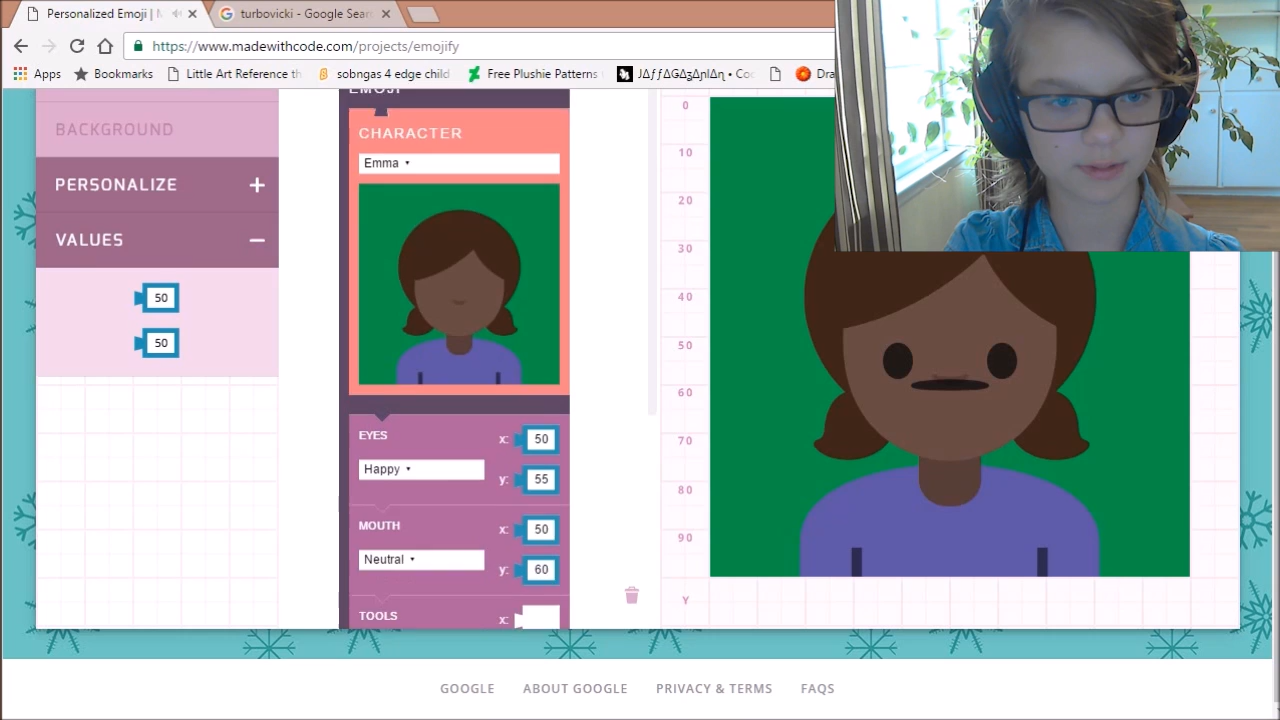 Personalized Emoji | M
turbovicki - Google Sear
https://www.madewithcode.com/projects/emojify
Apps
Bookmarks
Little Art Reference th
sobngas 4 edge child
Free Plushie Patterns
Dra
EMOJI
BACKGROUND
PERSONALIZE +
VALUES −
50
50
CHARACTER
Emma
EYES
x: 50
Happy
y: 55
MOUTH
x: 50
Neutral
y: 60
TOOLS
x:
0
10
20
30
40
50
60
70
80
90
Y
GOOGLE ABOUT GOOGLE PRIVACY & TERMS FAQS